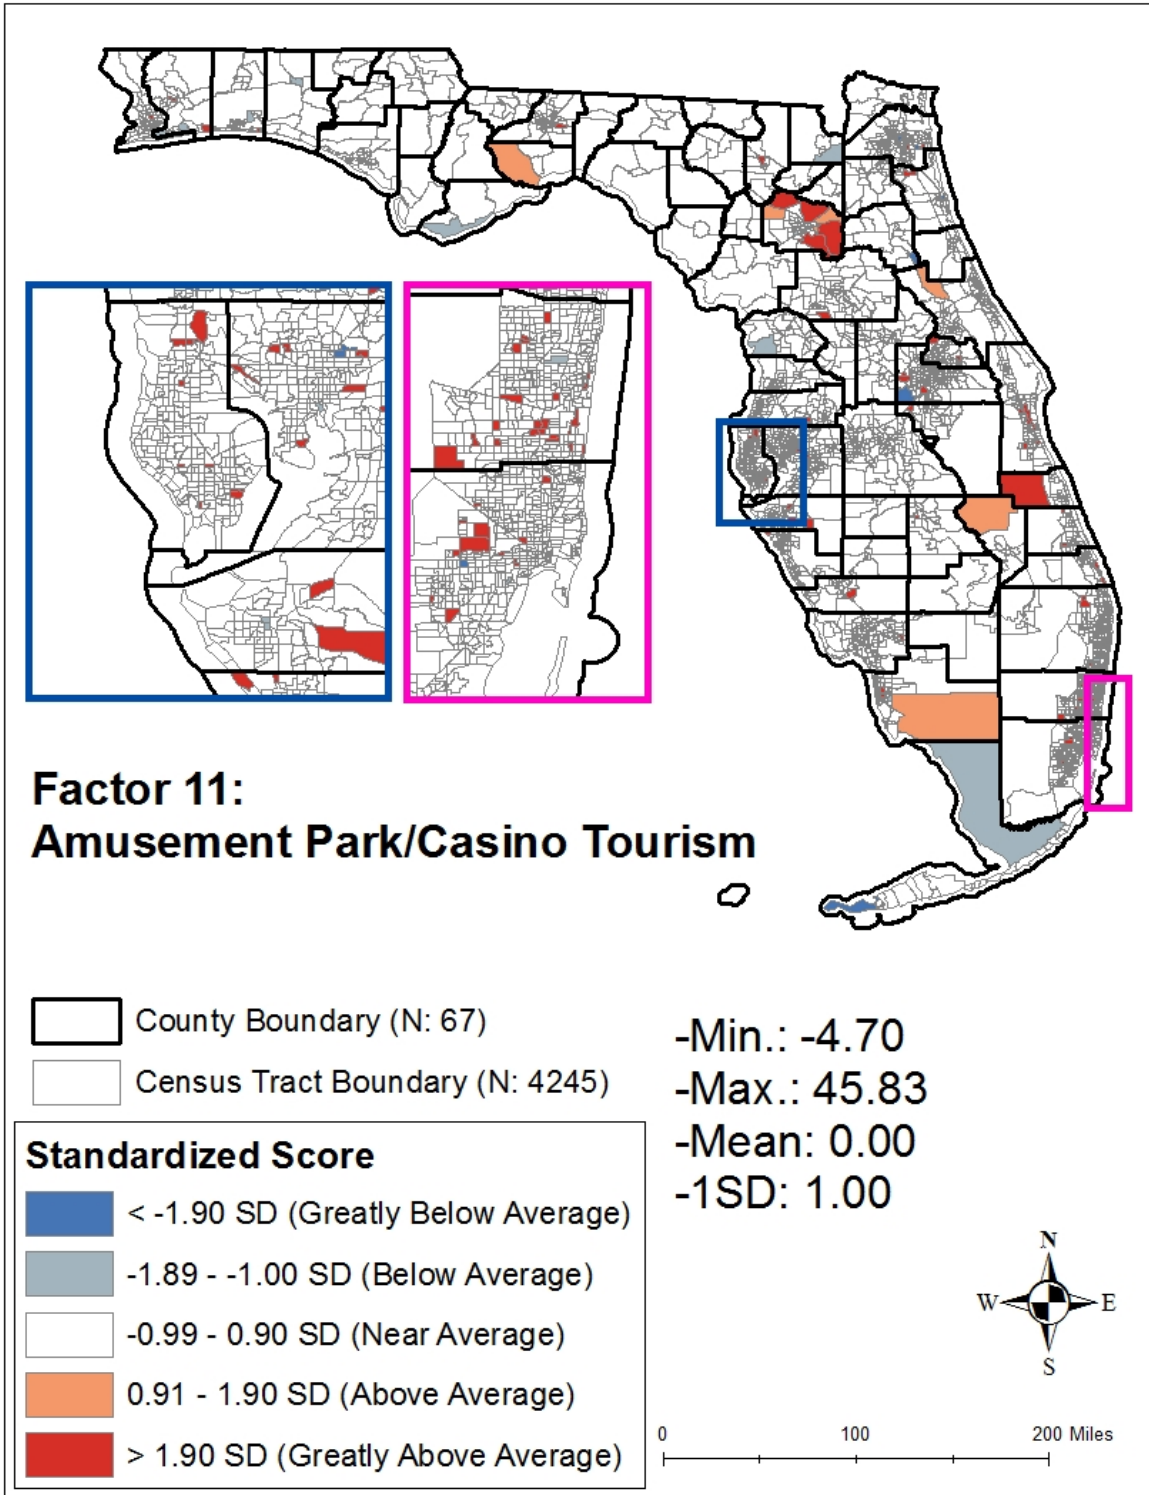 Factor 11:
Amusement Park/Casino Tourism
County Boundary (N: 67)
Census Tract Boundary (N: 4245)
-Min.: -4.70
-Max.: 45.83
-Mean: 0.00
-1SD: 1.00
Standardized Score
< -1.90 SD (Greatly Below Average)
-1.89 - -1.00 SD (Below Average)
-0.99 - 0.90 SD (Near Average)
0.91 - 1.90 SD (Above Average)
> 1.90 SD (Greatly Above Average)
N
W E
S
0 100 200 Miles